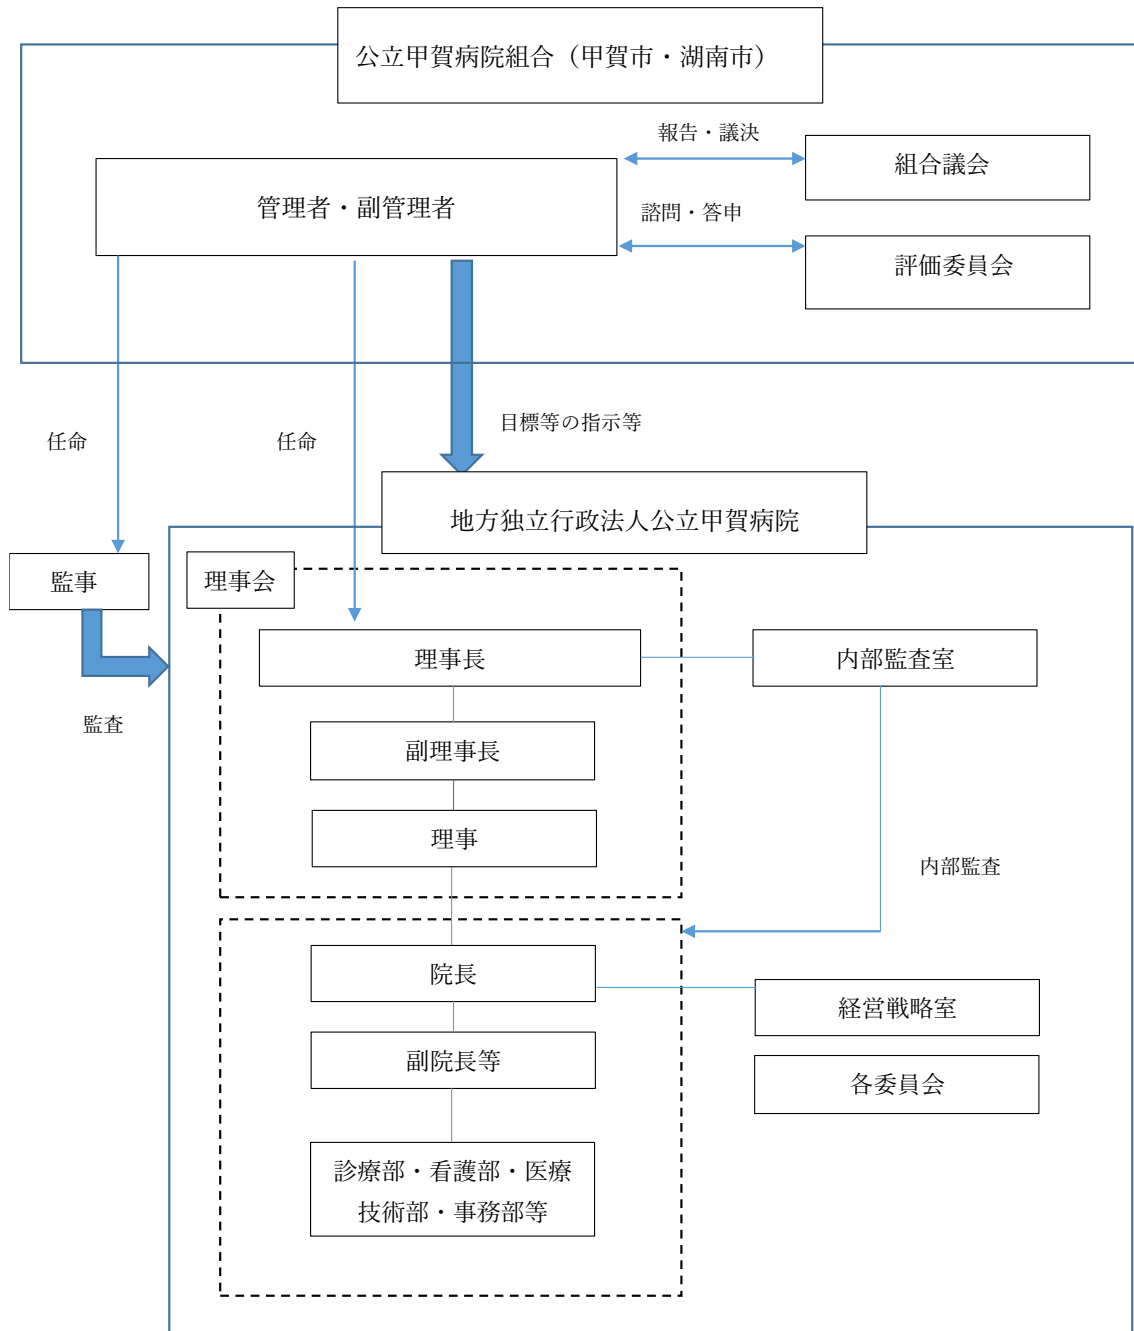 公立甲賀病院組合（甲賀市・湖南市）
報告・議決
組合議会
管理者・副管理者
諮問・答申
評価委員会
任命
任命
目標等の指示等
地方独立行政法人公立甲賀病院
監事
理事会
理事長
内部監査室
監査
副理事長
理事
内部監査
院長
経営戦略室
副院長等
各委員会
診療部・看護部・医療
技術部・事務部等